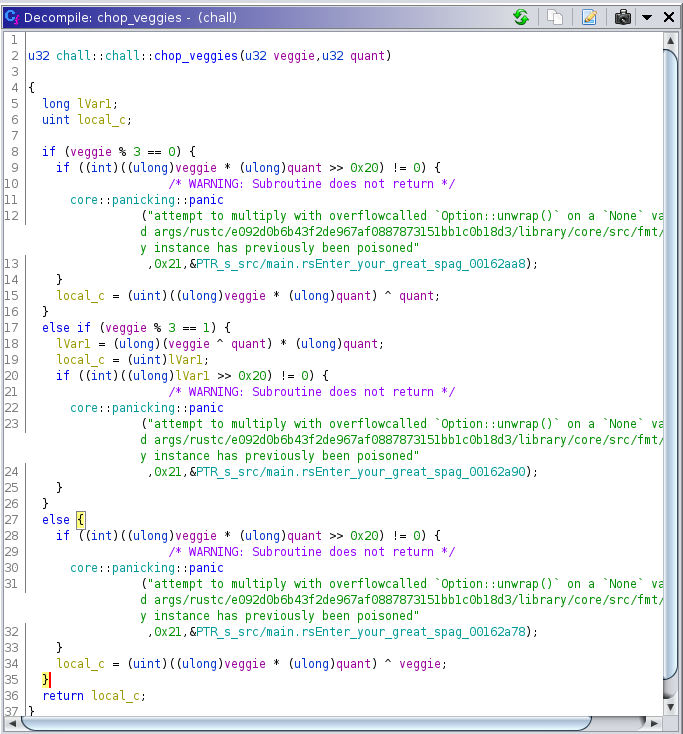 Decompile: chop_veggies - (chall)
1
2 u32 chall::chall::chop_veggies(u32 veggie,u32 quant)
3
4 {
5 long lVar1;
6 uint local_c;
7
8 if (veggie % 3 == 0) {
9 if ((int)((ulong)veggie * (ulong)quant >> 0x20) != 0) {
10 /* WARNING: Subroutine does not return */
11 core::panicking::panic
12 ("attempt to multiply with overflowcalled `Option::unwrap()` on a `None` va
d args/rustc/e092d0b6b43f2de967af0887873151bb1c0b18d3/library/core/src/fmt/
y instance has previously been poisoned"
13 ,0x21,&PTR_s_src/main.rsEnter_your_great_spag_00162aa8);
14 }
15 local_c = (uint)((ulong)veggie * (ulong)quant) ^ quant;
16 }
17 else if (veggie % 3 == 1) {
18 lVar1 = (ulong)(veggie ^ quant) * (ulong)quant;
19 local_c = (uint)lVar1;
20 if ((int)((ulong)lVar1 >> 0x20) != 0) {
21 /* WARNING: Subroutine does not return */
22 core::panicking::panic
23 ("attempt to multiply with overflowcalled `Option::unwrap()` on a `None` va
d args/rustc/e092d0b6b43f2de967af0887873151bb1c0b18d3/library/core/src/fmt/
y instance has previously been poisoned"
24 ,0x21,&PTR_s_src/main.rsEnter_your_great_spag_00162a90);
25 }
26 }
27 else {
28 if ((int)((ulong)veggie * (ulong)quant >> 0x20) != 0) {
29 /* WARNING: Subroutine does not return */
30 core::panicking::panic
31 ("attempt to multiply with overflowcalled `Option::unwrap()` on a `None` va
d args/rustc/e092d0b6b43f2de967af0887873151bb1c0b18d3/library/core/src/fmt/
y instance has previously been poisoned"
32 ,0x21,&PTR_s_src/main.rsEnter_your_great_spag_00162a78);
33 }
34 local_c = (uint)((ulong)veggie * (ulong)quant) ^ veggie;
35 }
36 return local_c;
37 }